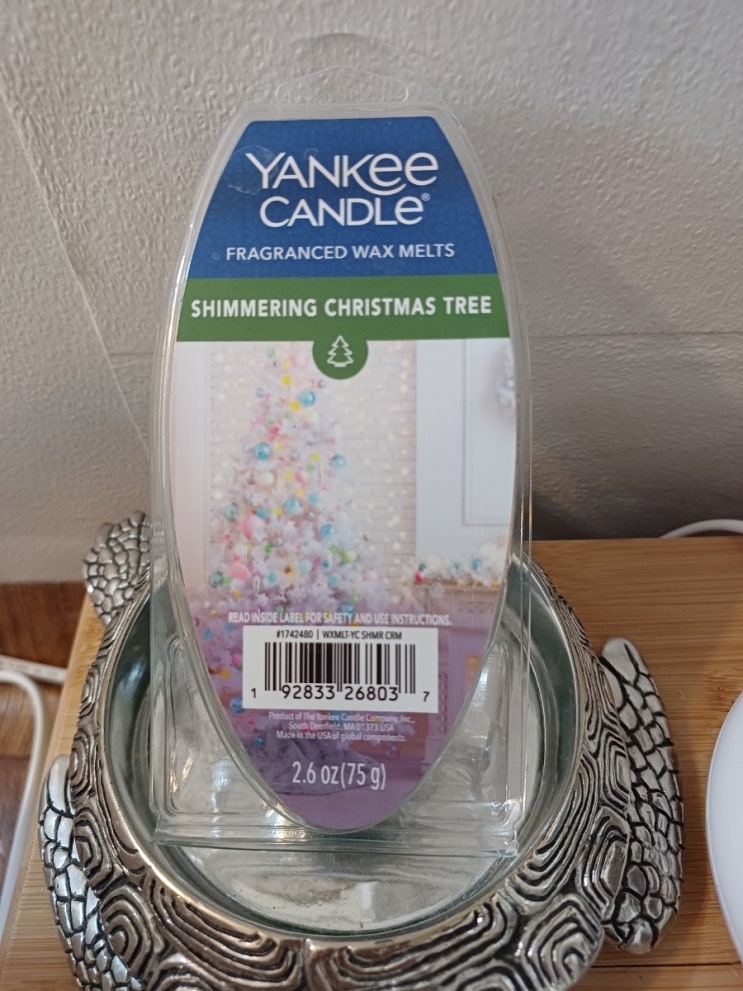 YANKEE
CANDLE®
FRAGRANCED WAX MELTS
SHIMMERING CHRISTMAS TREE
READ INSIDE LABEL FOR SAFETY AND USE INSTRUCTIONS.
#1742480 | WXMLT-YC SHMR CRM
1 92833 26803 7
Product of The Yankee Candle Company, Inc.,
South Deerfield, MA 01373 USA
Made in the USA of global components.
2.6 oz (75 g)